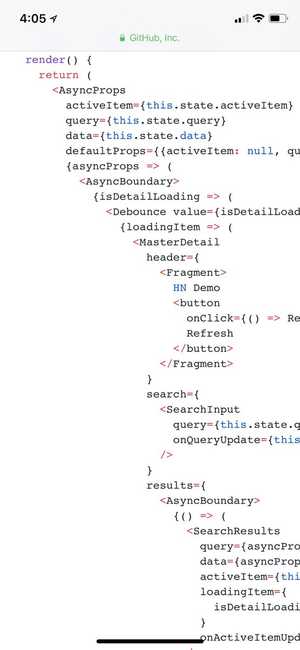 4:05
GitHub, Inc.
render() {
return (
<AsyncProps
activeItem={this.state.activeItem}
query={this.state.query}
data={this.state.data}
defaultProps={{activeItem: null, qu
{asyncProps => (
<AsyncBoundary>
{isDetailLoading => (
<Debounce value={isDetailLoad
{loadingItem => (
<MasterDetail
header={
<Fragment>
HN Demo
<button
onClick={() => Re
Refresh
</button>
</Fragment>
}
search={
<SearchInput
query={this.state.q
onQueryUpdate={this
/>
}
results={
<AsyncBoundary>
{() => (
<SearchResults
query={asyncPro
data={asyncProp
activeItem={thi
loadingItem={
isDetailLoadi
}
onActiveItemUpd